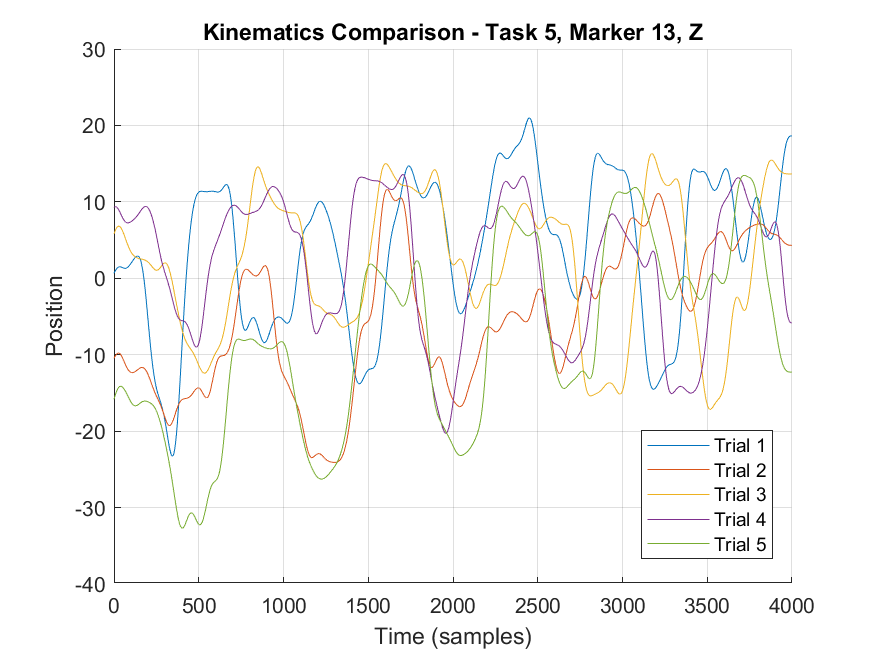 Kinematics Comparison - Task 5, Marker 13, Z
30
20
10
0
-10
-20
-30
-40
Position
0 500 1000 1500 2000 2500 3000 3500 4000
Time (samples)
Trial 1
Trial 2
Trial 3
Trial 4
Trial 5